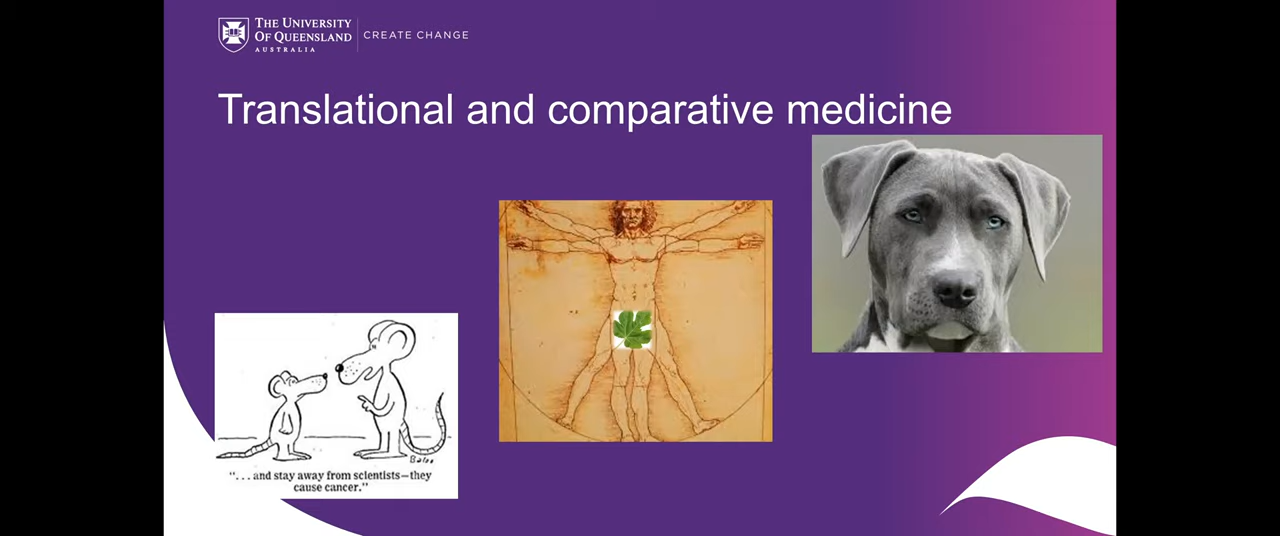 THE UNIVERSITY
OF QUEENSLAND
AUSTRALIA
CREATE CHANGE
Translational and comparative medicine
"...and stay away from scientists—they
cause cancer."